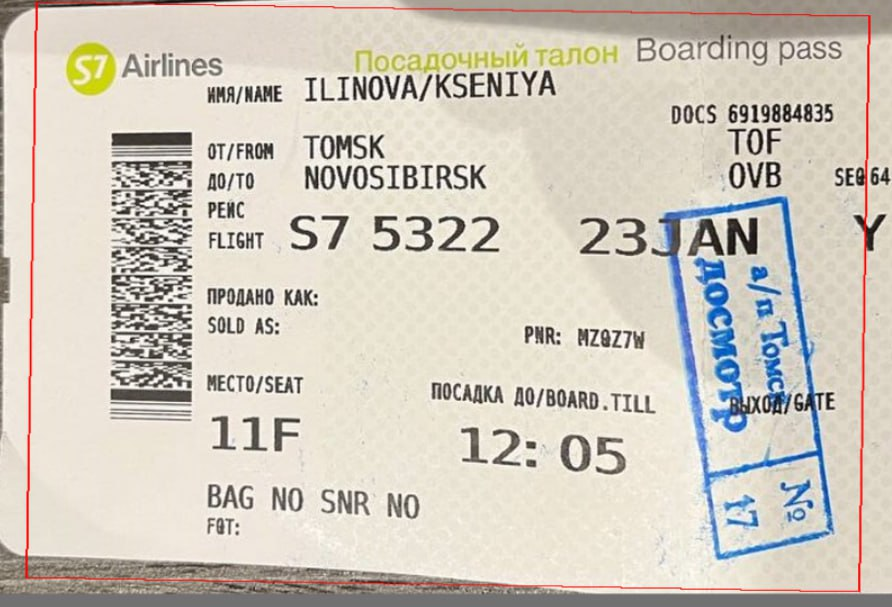 S7 Airlines Посадочный талон Boarding pass
ИМЯ/NAME ILINOVA/KSENIYA
DOCS 6919884835
ОТ/FROM TOMSK TOF
ДО/TO NOVOSIBIRSK OVB SEQ 64
РЕЙС
FLIGHT S7 5322 23JAN Y
ПРОДАНО КАК:
SOLD AS:
PNR: MZQZ7W
МЕСТО/SEAT ПОСАДКА ДО/BOARD.TILL ВЫХОД/GATE
11F 12:05
BAG NO SNR NO
FQT:
а/п Томск
досмотр
№
17